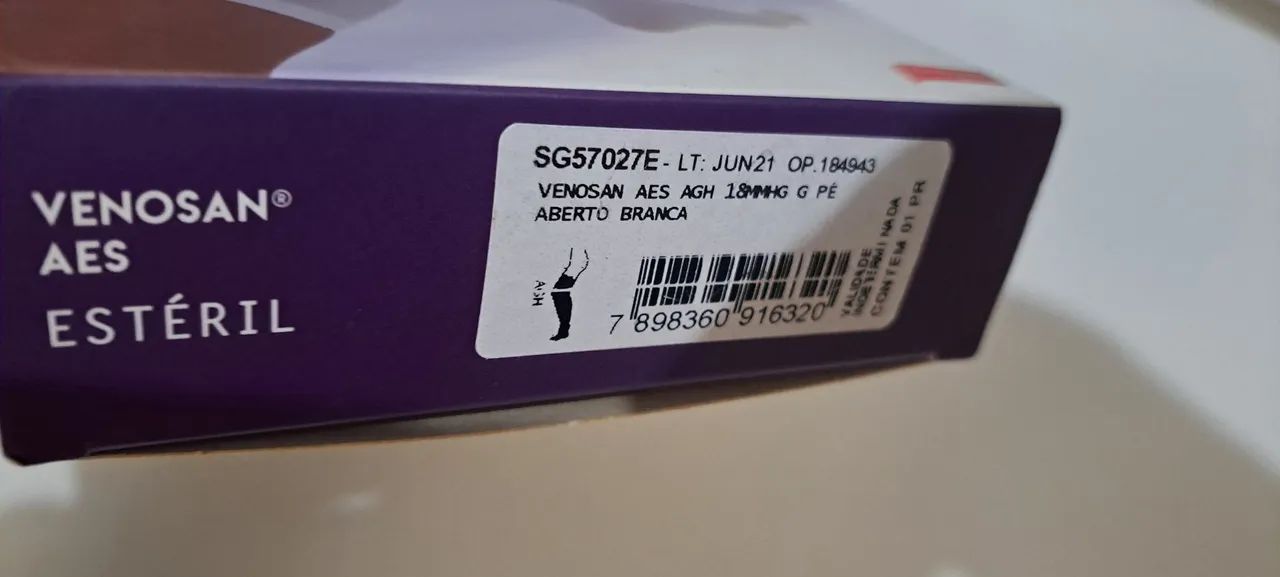 VENOSAN®
AES
ESTÉRIL
SG57027E - LT: JUN21 OP.184943
VENOSAN AES AGH 18MMHG G PÉ
ABERTO BRANCA
AGH
7 898360 916320
VALIDADE
INDETERMINADA
CONTEM 01 PR